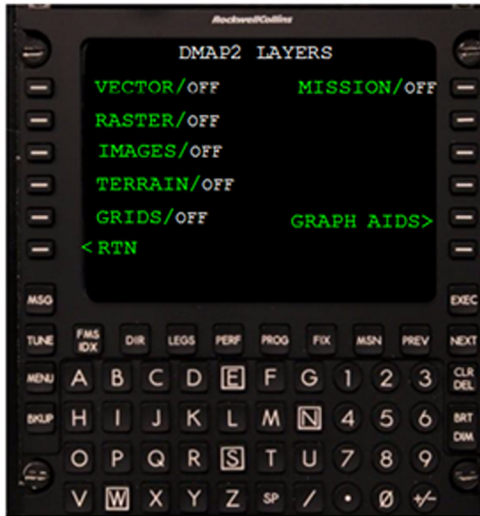 RockwellCollins
DMAP2 LAYERS
VECTOR/OFF MISSION/OFF
RASTER/OFF
IMAGES/OFF
TERRAIN/OFF
GRIDS/OFF GRAPH AIDS>
<RTN
MSG EXEC
TUNE FMS IDX DIR LEGS PERF PROG FIX MSN PREV NEXT
MENU A B C D E F G 1 2 3 CLR DEL
BKUP H I J K L M N 4 5 6 BRT DIM
O P Q R S T U 7 8 9
V W X Y Z SP / • Ø +/-